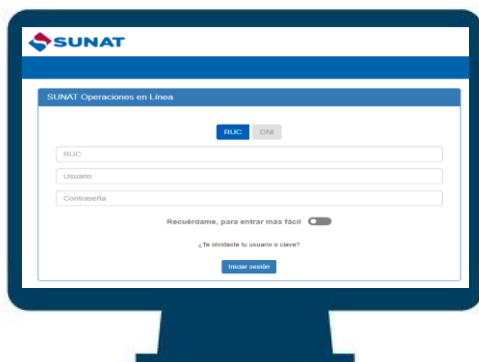 SUNAT
SUNAT Operaciones en Línea
RUC DNI
RUC
Usuario
Contraseña
Recuérdame, para entrar más fácil
¿Te olvidaste tu usuario o clave?
Iniciar sesión